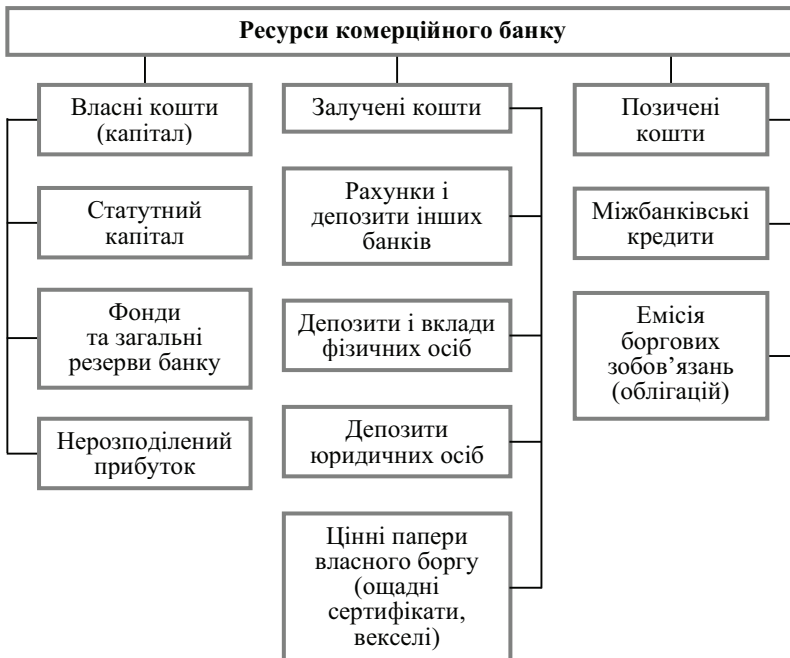 Ресурси комерційного банку
Власні кошти
(капітал)
Статутний
капітал
Фонди
та загальні
резерви банку
Нерозподілений
прибуток
Залучені кошти
Рахунки і
депозити інших
банків
Депозити і вклади
фізичних осіб
Депозити
юридичних осіб
Цінні папери
власного боргу
(ощадні
сертифікати,
векселі)
Позичені
кошти
Міжбанківські
кредити
Емісія
боргових
зобов’язань
(облігацій)